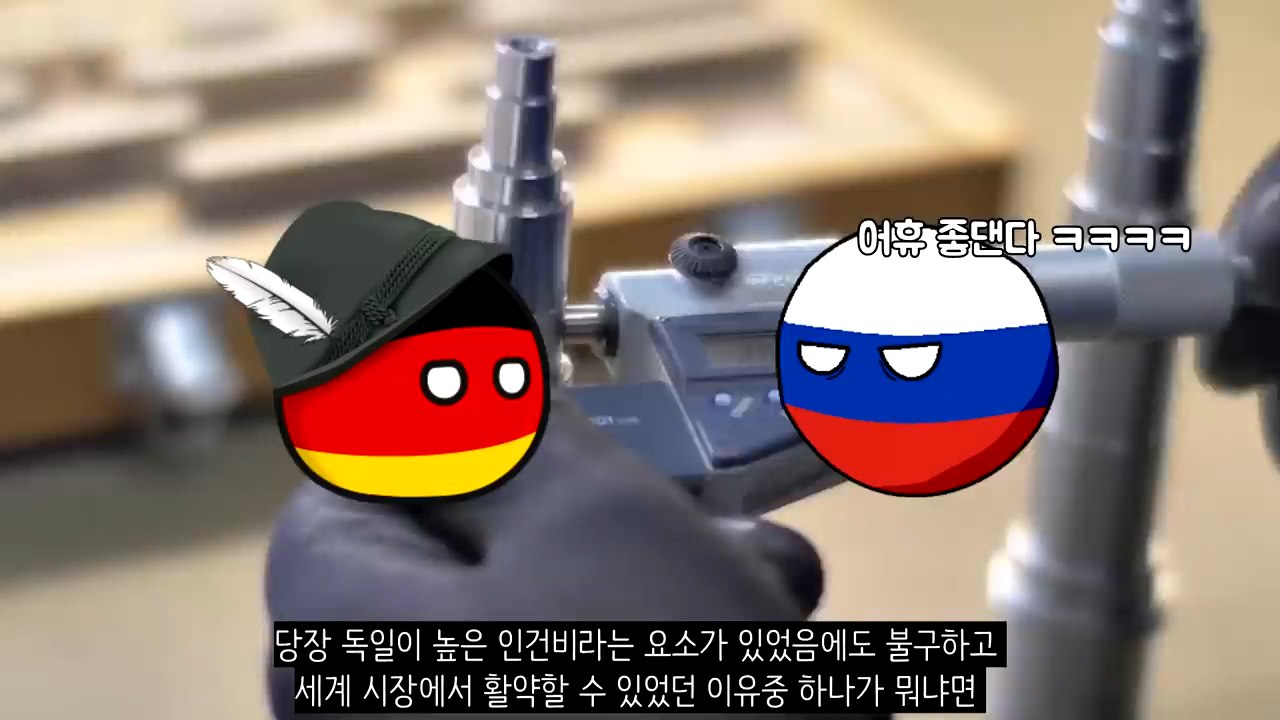 어휴 좋댄다 ㅋㅋㅋㅋ
당장 독일이 높은 인건비라는 요소가 있었음에도 불구하고
세계 시장에서 활약할 수 있었던 이유중 하나가 뭐냐면